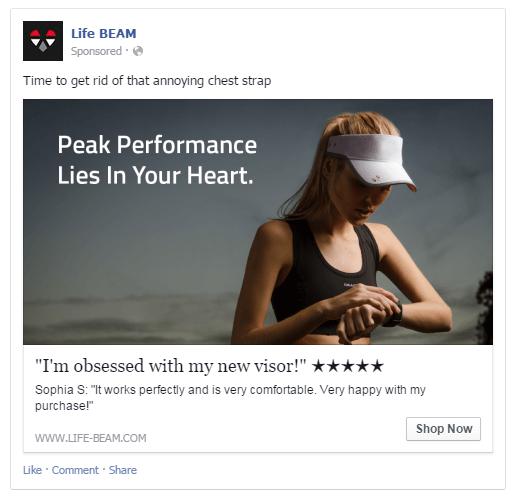 Life BEAM
Sponsored ·
Time to get rid of that annoying chest strap
Peak Performance
Lies In Your Heart.
"I'm obsessed with my new visor!" ★★★★★
Sophia S: "It works perfectly and is very comfortable. Very happy with my
purchase!"
WWW.LIFE-BEAM.COM
Shop Now
Like · Comment · Share